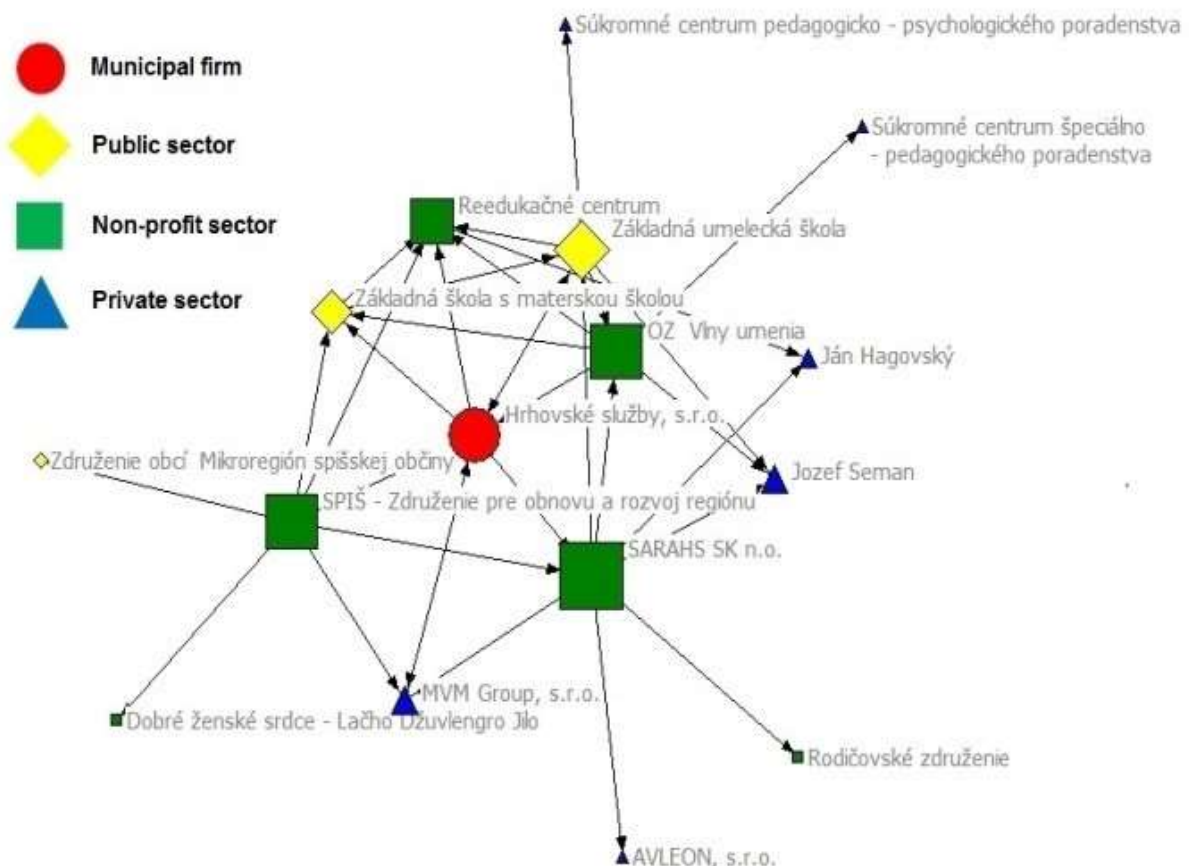 Municipal firm
Public sector
Non-profit sector
Private sector
Súkromné centrum pedagogicko - psychologického poradenstva
Súkromné centrum špeciálno
- pedagogického poradenstva
Reedukačné centrum
Základná umelecká škola
Základná škola s materskou školou
OZ Vlny umenia
Ján Hagovský
Hrhovské služby, s.r.o.
Združenie obcí Mikroregión spišskej občiny
Jozef Seman
SPIŠ - Združenie pre obnovu a rozvoj regiónu
SARAHS SK n.o.
MVM Group, s.r.o.
Dobré ženské srdce - Lačho Džuvlengro Jilo
Rodičovské združenie
AVLEON, s.r.o.